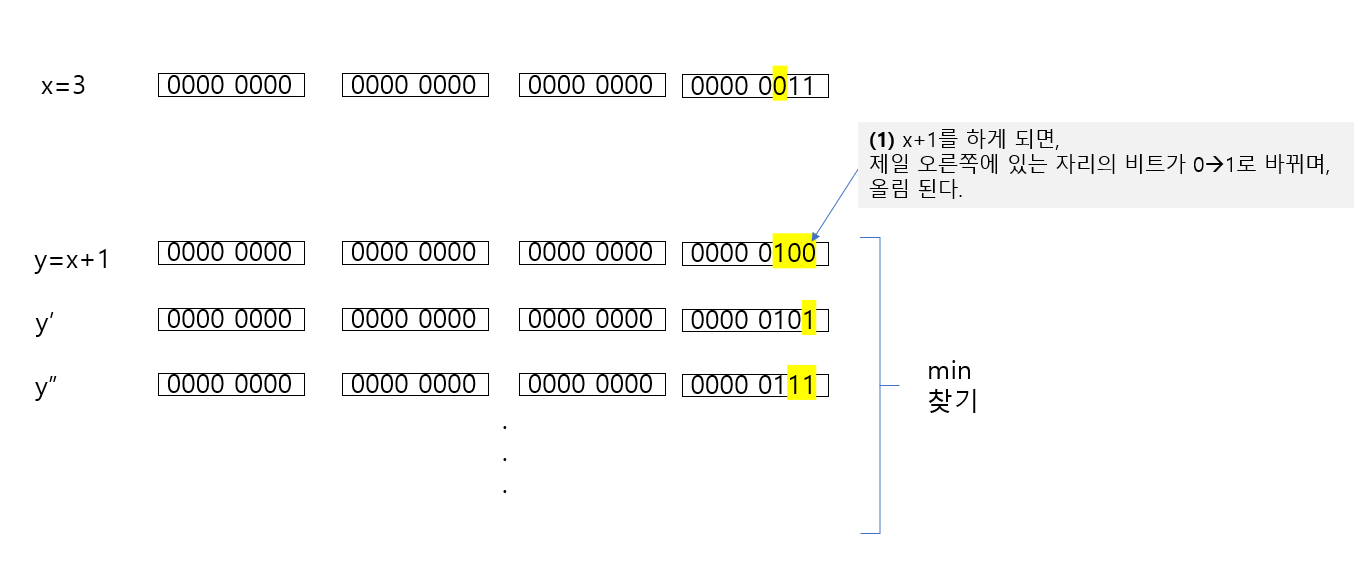 x=3 0000 0000 0000 0000 0000 0000 0000 0011
(1) x+1를 하게 되면,
제일 오른쪽에 있는 자리의 비트가 0→1로 바뀌며,
올림 된다.
y=x+1 0000 0000 0000 0000 0000 0000 0000 0100
y′ 0000 0000 0000 0000 0000 0000 0000 0101
y″ 0000 0000 0000 0000 0000 0000 0000 0111
.
.
.
min
찾기